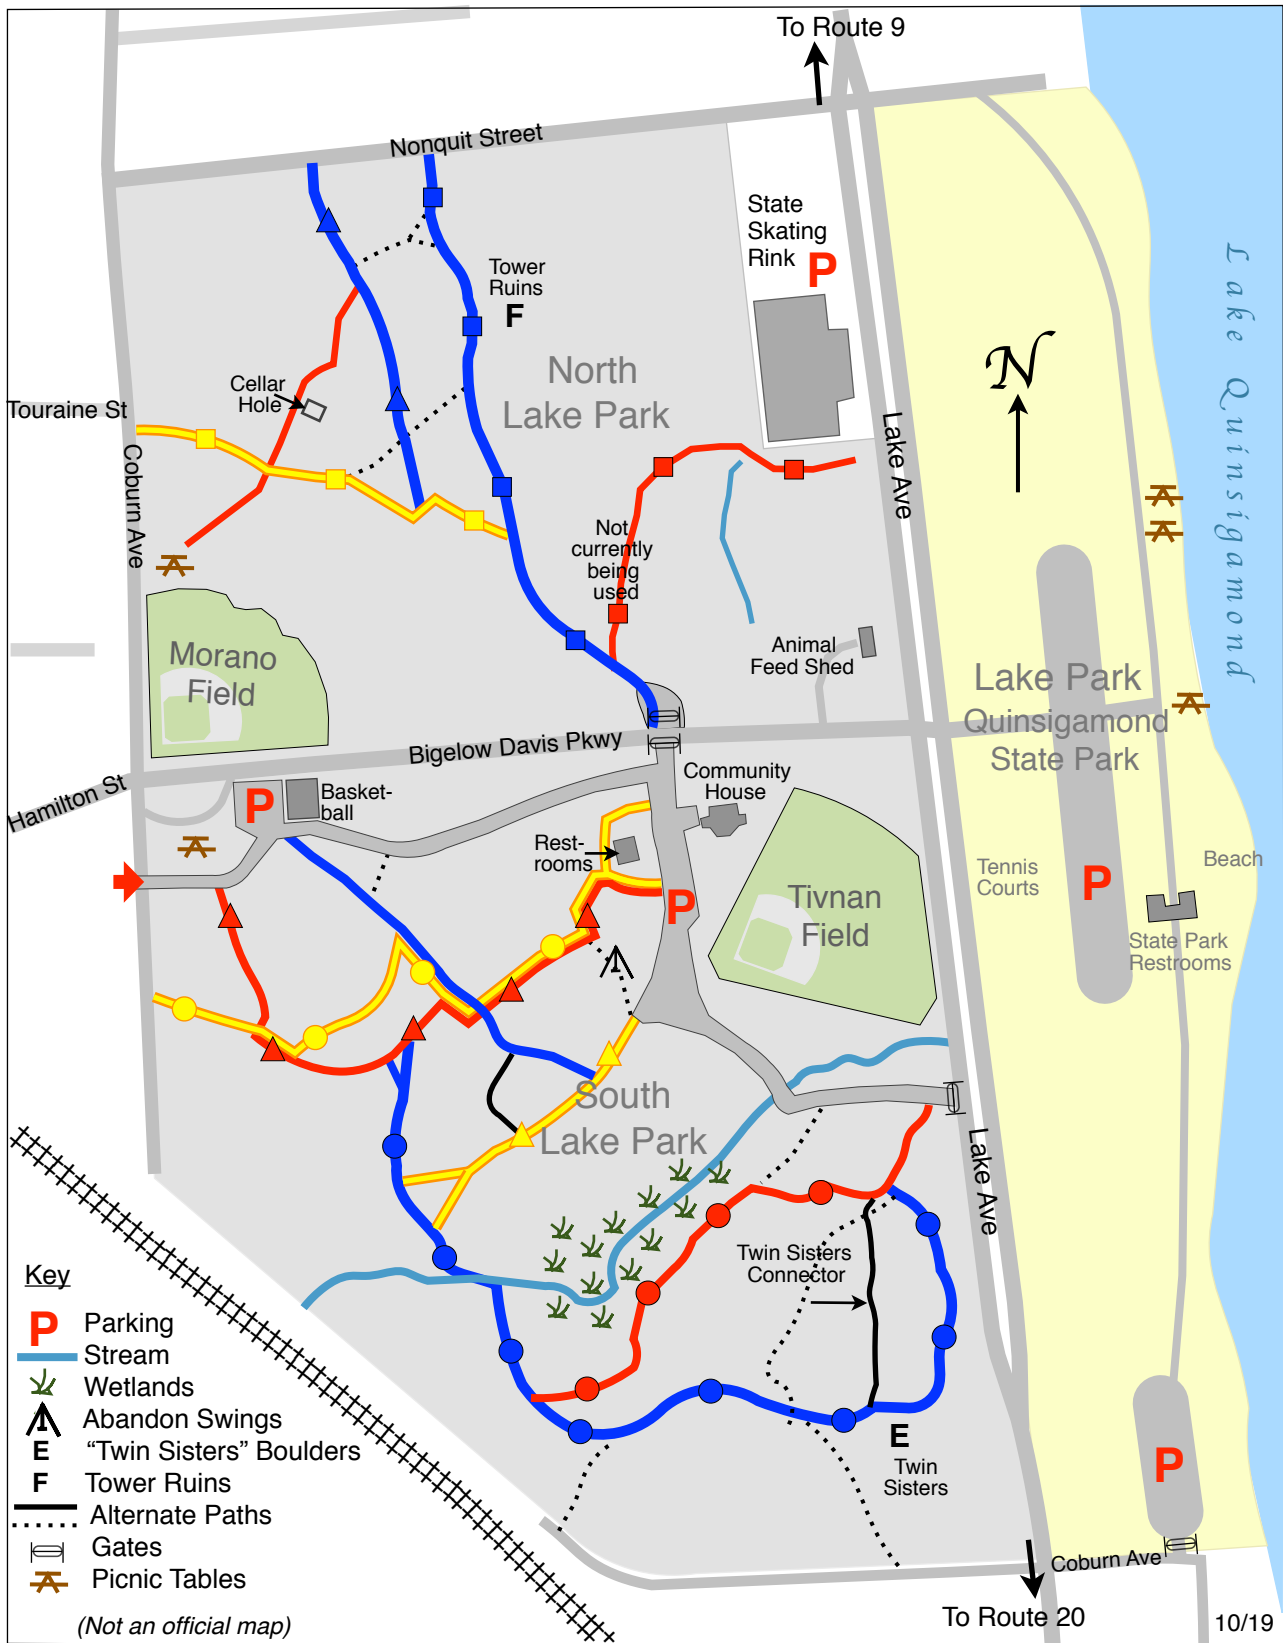 To Route 9
Nonquit Street
State
Skating
Rink
P
Tower
Ruins
F
Lake Quinsigamond
N
North
Lake Park
Cellar
Hole
Touraine St
Coburn Ave
Lake Ave
Not
currently
being
used
Animal
Feed Shed
Morano
Field
Lake Park
Quinsigamond
State Park
Bigelow Davis Pkwy
Hamilton St
P
Basket-
ball
Community
House
Rest-
rooms
P
Tivnan
Field
Tennis
Courts
P
Beach
State Park
Restrooms
South
Lake Park
Lake Ave
Twin Sisters
Connector
E
Twin
Sisters
P
Coburn Ave
To Route 20
Key
P Parking
Stream
Wetlands
Abandon Swings
E "Twin Sisters" Boulders
F Tower Ruins
Alternate Paths
Gates
Picnic Tables
(Not an official map)
10/19